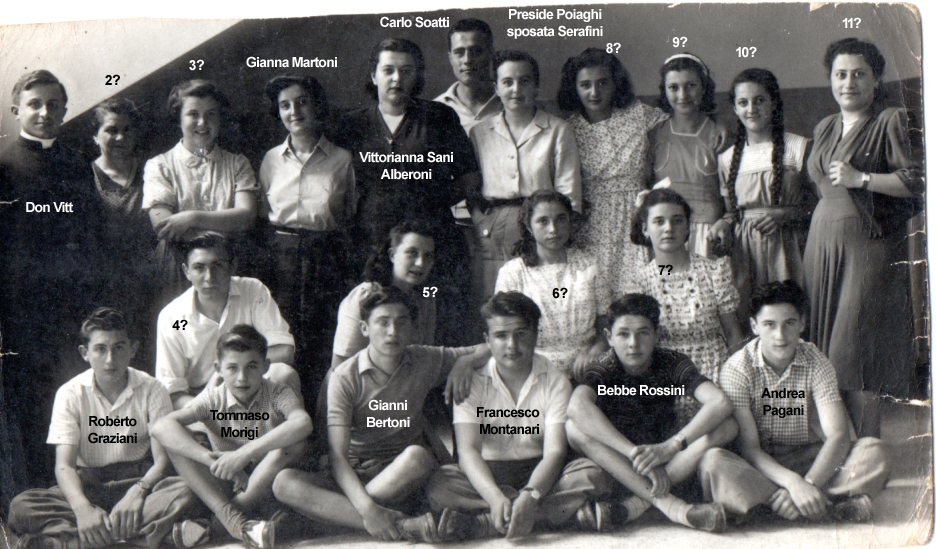 Carlo Soatti
Preside Poiaghi
sposata Serafini
Gianna Martoni
2?
3?
8?
9?
10?
11?
Vittorianna Sani
Alberoni
Don Vitt
4?
5?
6?
7?
Roberto
Graziani
Tommaso
Morigi
Gianni
Bertoni
Francesco
Montanari
Bebbe Rossini
Andrea
Pagani